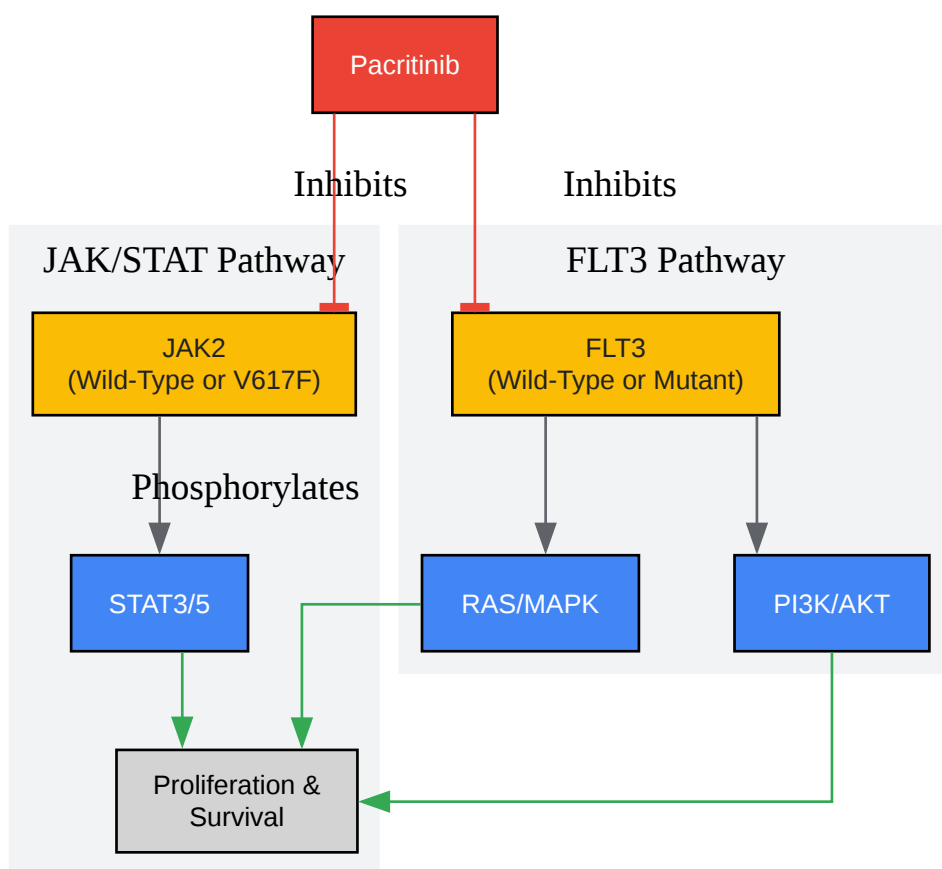 Pacritinib
Inhibits
Inhibits
JAK/STAT Pathway
FLT3 Pathway
JAK2
(Wild-Type or V617F)
FLT3
(Wild-Type or Mutant)
Phosphorylates
STAT3/5
RAS/MAPK
PI3K/AKT
Proliferation &
Survival